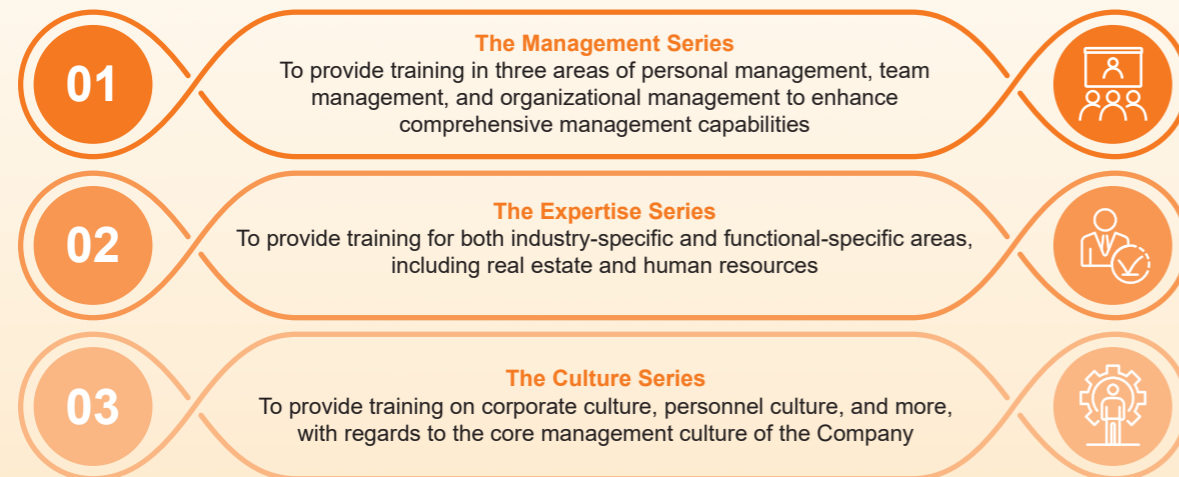 01
The Management Series
To provide training in three areas of personal management, team
management, and organizational management to enhance
comprehensive management capabilities
02
The Expertise Series
To provide training for both industry-specific and functional-specific areas,
including real estate and human resources
03
The Culture Series
To provide training on corporate culture, personnel culture, and more,
with regards to the core management culture of the Company